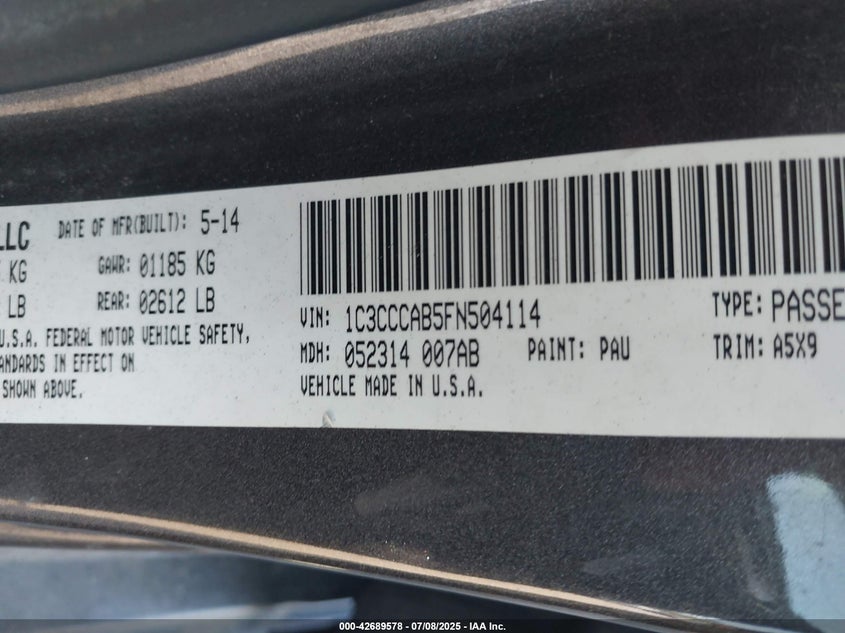 LLC DATE OF MFR(BUILT): 5-14
KG GAWR: 01185 KG
LB REAR: 02612 LB
U.S.A. FEDERAL MOTOR VEHICLE SAFETY,
ANDARDS IN EFFECT ON
SHOWN ABOVE.
VIN: 1C3CCCAB5FN504114 TYPE: PASSE
MDH: 052314 007AB PAINT: PAU TRIM: A5X9
VEHICLE MADE IN U.S.A.
000-42689578 - 07/08/2025 - IAA Inc.